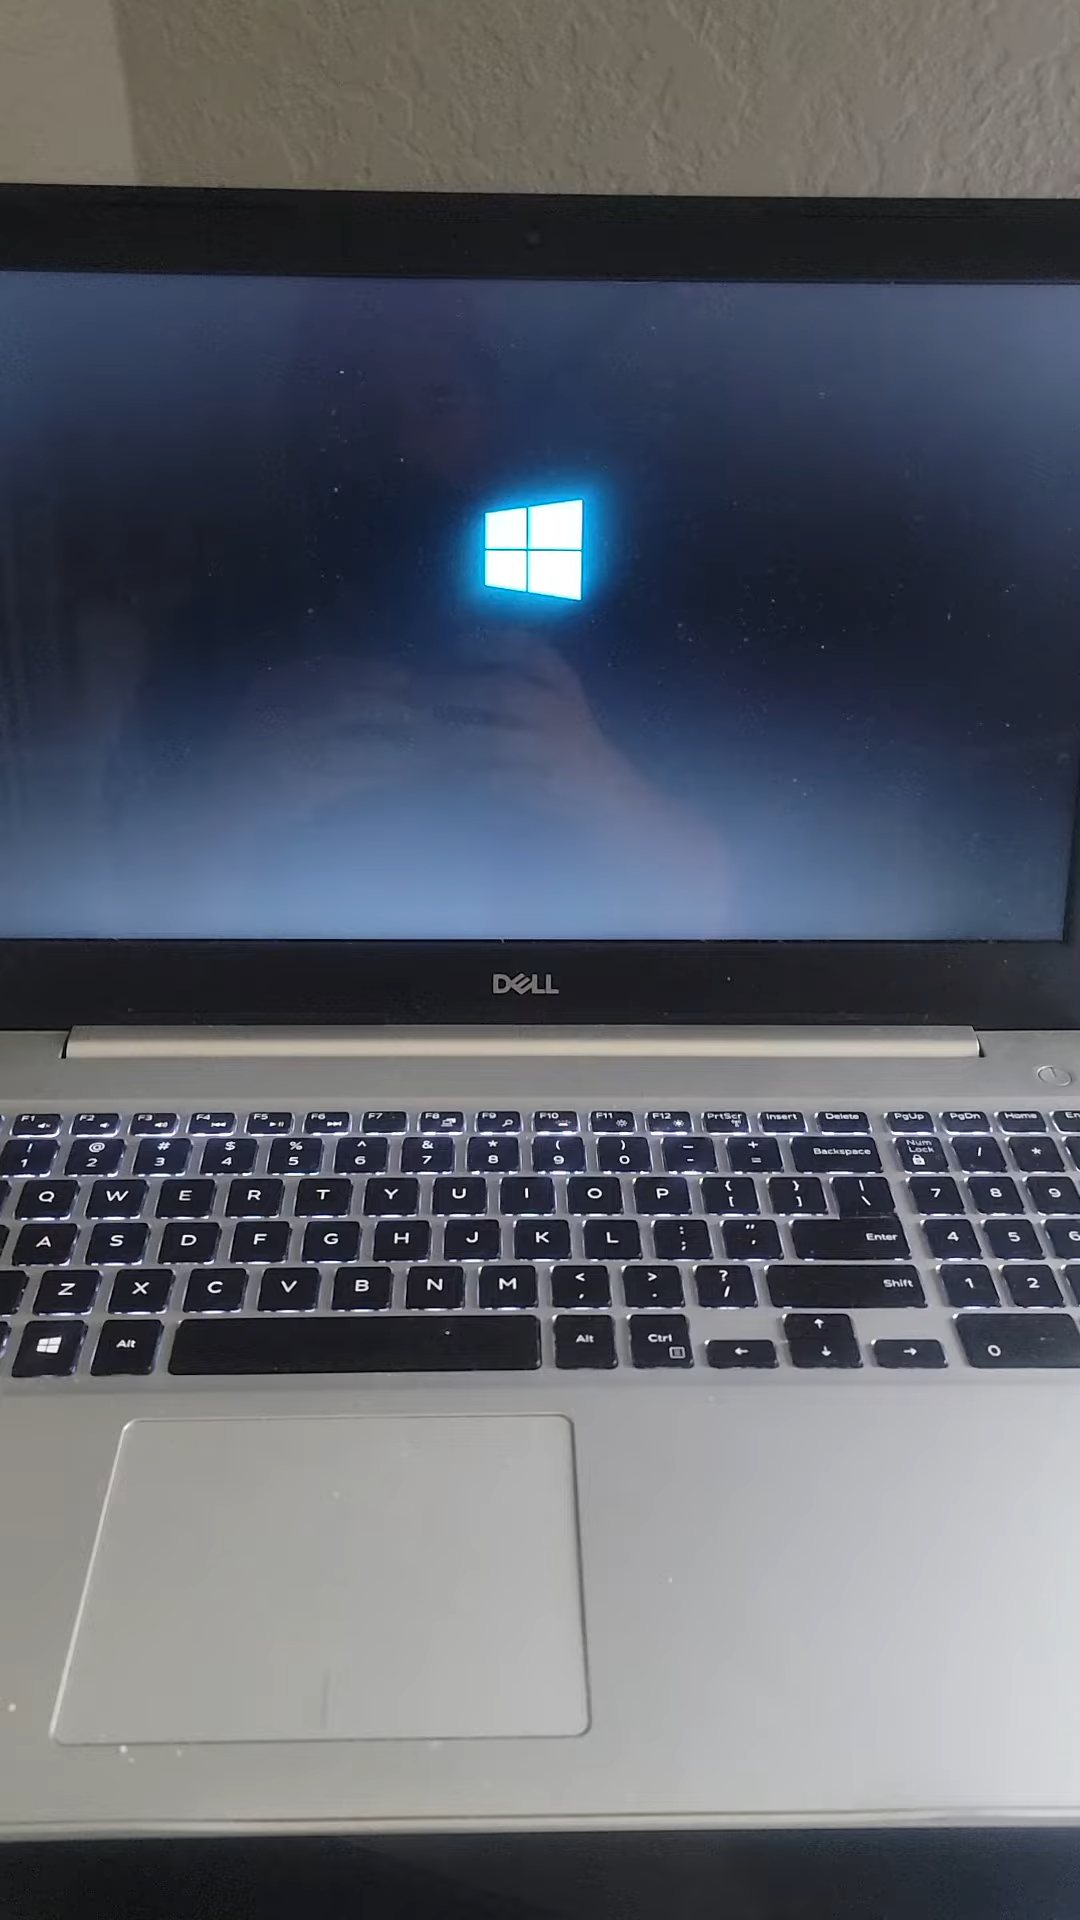 DELL
F1 F2 F3 F4 F5 F6 F7 F8 F9 F10 F11 F12 PrtScr Insert Delete PgUp PgDn Home
! @ # $ % ^ & * ( ) _ + Backspace Num Lock / *
1 2 3 4 5 6 7 8 9 0 - =
Q W E R T Y U I O P { [ } ] | \ 7 8 9
A S D F G H J K L : ; " ' Enter 4 5 6
Z X C V B N M < , > . ? / Shift 1 2
Alt Alt Ctrl ← ↑ ↓ → 0